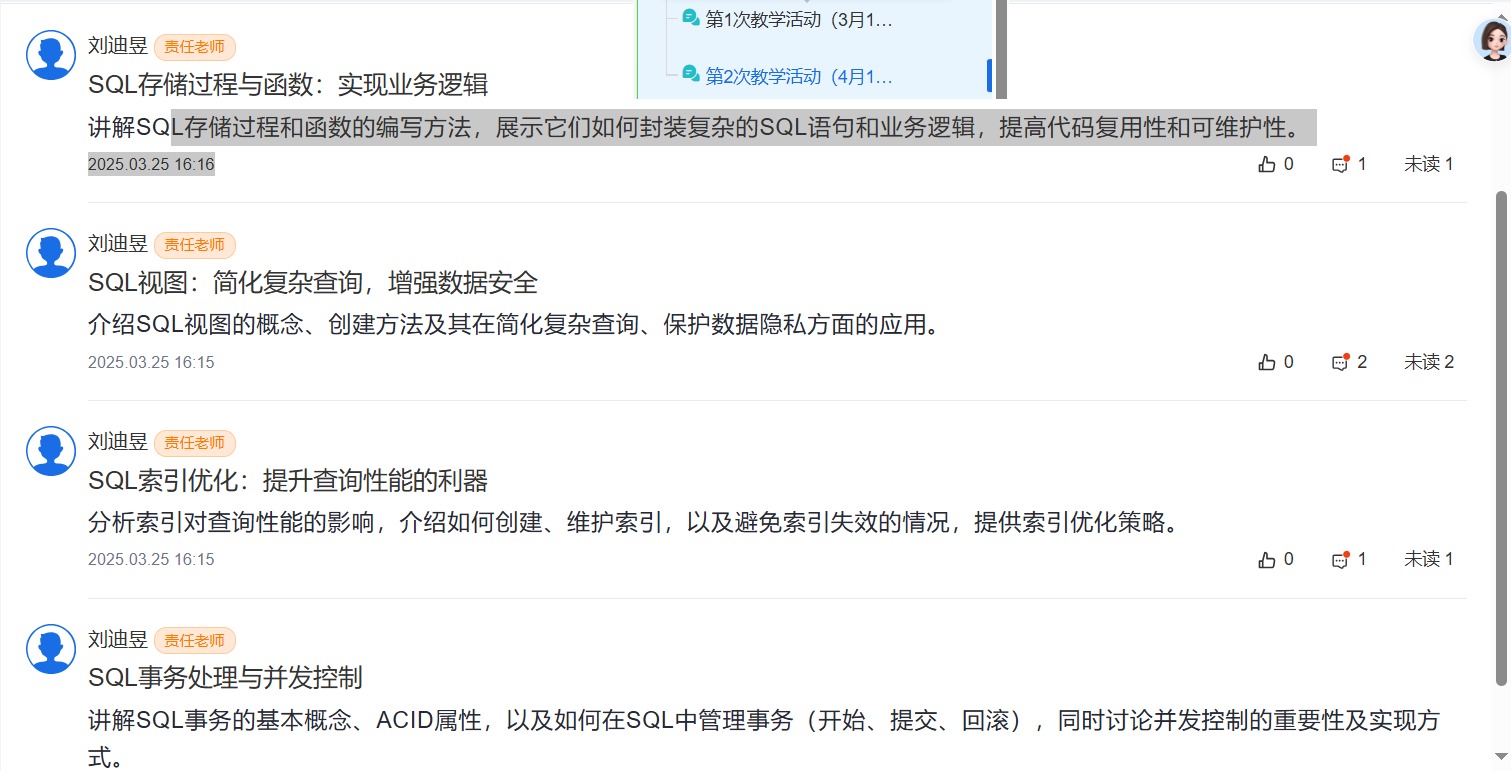 第1次教学活动（3月1...
第2次教学活动（4月1...
刘迪昱 责任老师
SQL存储过程与函数：实现业务逻辑
讲解SQL存储过程和函数的编写方法，展示它们如何封装复杂的SQL语句和业务逻辑，提高代码复用性和可维护性。
2025.03.25 16:16 0 1 未读 1
刘迪昱 责任老师
SQL视图：简化复杂查询，增强数据安全
介绍SQL视图的概念、创建方法及其在简化复杂查询、保护数据隐私方面的应用。
2025.03.25 16:15 0 2 未读 2
刘迪昱 责任老师
SQL索引优化：提升查询性能的利器
分析索引对查询性能的影响，介绍如何创建、维护索引，以及避免索引失效的情况，提供索引优化策略。
2025.03.25 16:15 0 1 未读 1
刘迪昱 责任老师
SQL事务处理与并发控制
讲解SQL事务的基本概念、ACID属性，以及如何在SQL中管理事务（开始、提交、回滚），同时讨论并发控制的重要性及实现方
式。